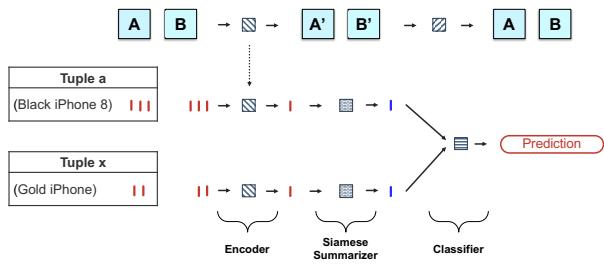 A B A' B' A B
Tuple a
(Black iPhone 8)
Tuple x
(Gold iPhone)
Prediction
Encoder
Siamese
Summarizer
Classifier